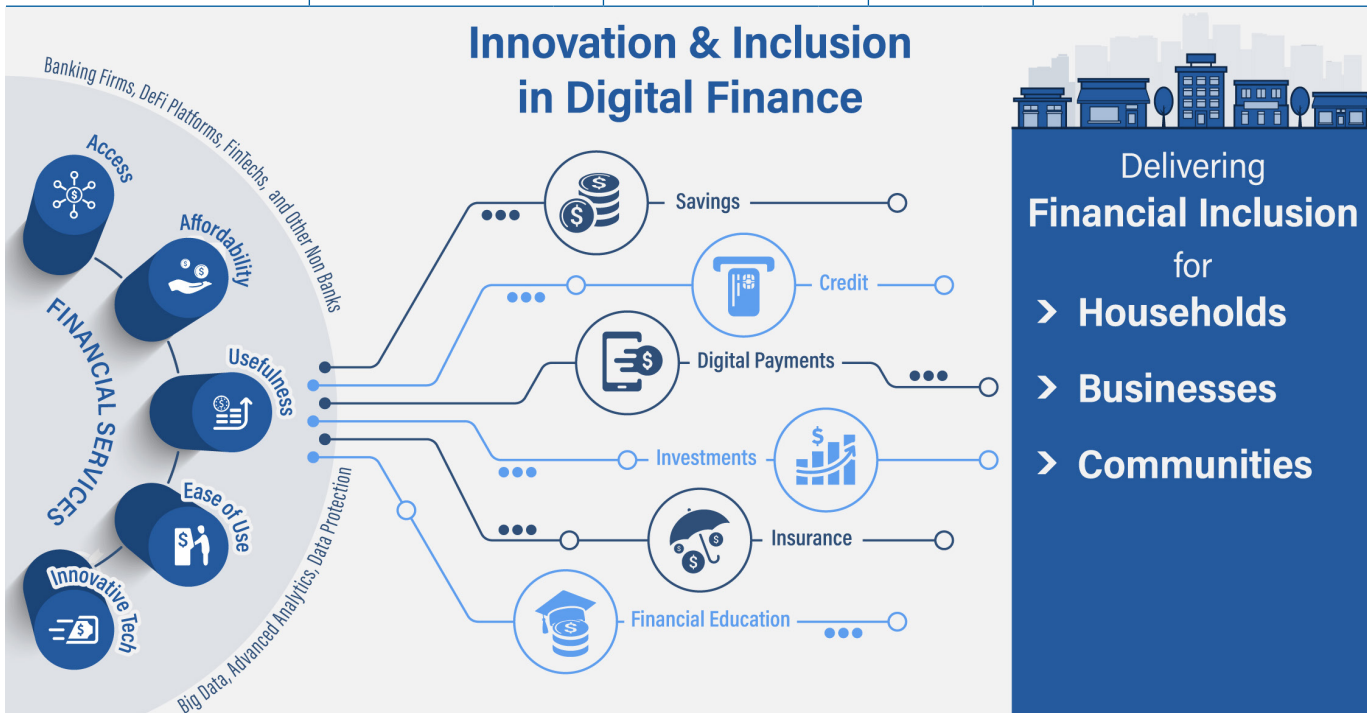 Innovation & Inclusion
in Digital Finance
Banking Firms, DeFi Platforms, FinTechs, and Other Non Banks
Access
Affordability
Usefulness
Ease of Use
Innovative Tech
FINANCIAL SERVICES
Big Data, Advanced Analytics, Data Protection
Savings
Credit
Digital Payments
Investments
Insurance
Financial Education
Delivering
Financial Inclusion
for
> Households
> Businesses
> Communities